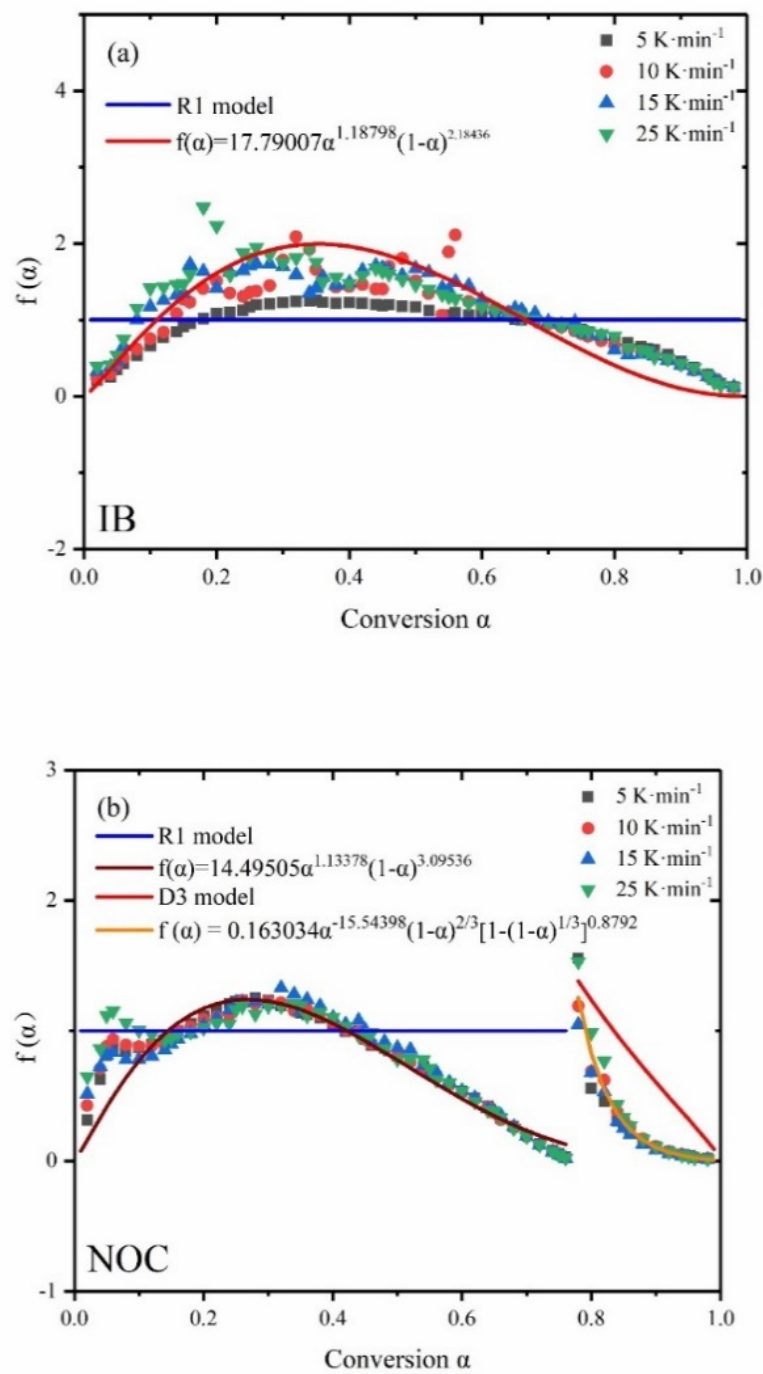 (a)
5 K·min⁻¹
10 K·min⁻¹
15 K·min⁻¹
25 K·min⁻¹
R1 model
f(α)=17.79007α^1.18798(1-α)^2.18436
4
2
0
-2
f (α)
IB
0.0 0.2 0.4 0.6 0.8 1.0
Conversion α
(b)
5 K·min⁻¹
10 K·min⁻¹
15 K·min⁻¹
25 K·min⁻¹
R1 model
f(α)=14.49505α^1.13378(1-α)^3.09536
D3 model
f (α) = 0.163034α^-15.54398(1-α)^2/3[1-(1-α)^1/3]^0.8792
3
2
1
0
-1
f(α)
NOC
0.0 0.2 0.4 0.6 0.8 1.0
Conversion α